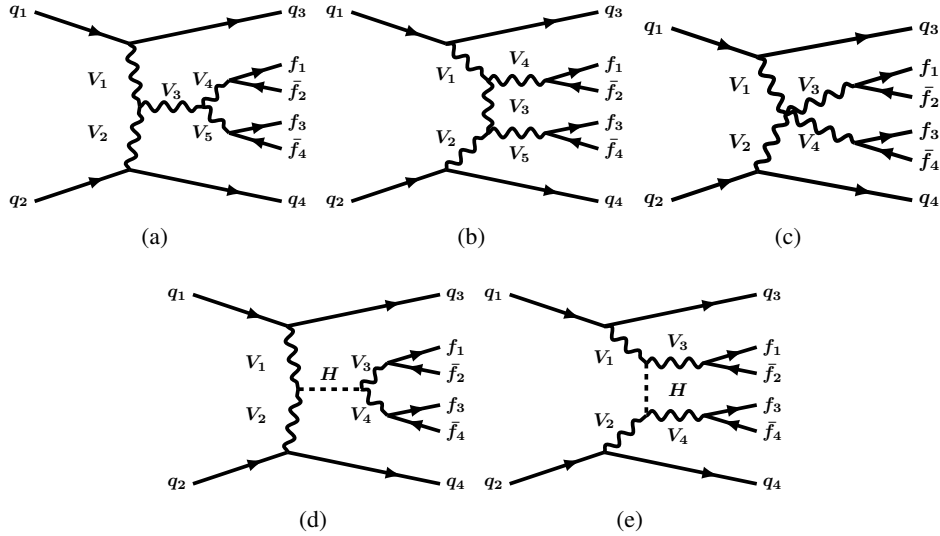 q₁ q₃
V₁ V₃ V₄ f₁
f̄₂
V₂ V₅ f₃
f̄₄
q₂ q₄
(a)
q₁ q₃
V₁ V₄ f₁
f̄₂
V₃
V₂ V₅ f₃
f̄₄
q₂ q₄
(b)
q₁ q₃
V₁ V₃ f₁
f̄₂
V₂ V₄ f₃
f̄₄
q₂ q₄
(c)
q₁ q₃
V₁ H V₃ f₁
f̄₂
V₂ V₄ f₃
f̄₄
q₂ q₄
(d)
q₁ q₃
V₁ V₃ f₁
f̄₂
H
V₂ V₄ f₃
f̄₄
q₂ q₄
(e)